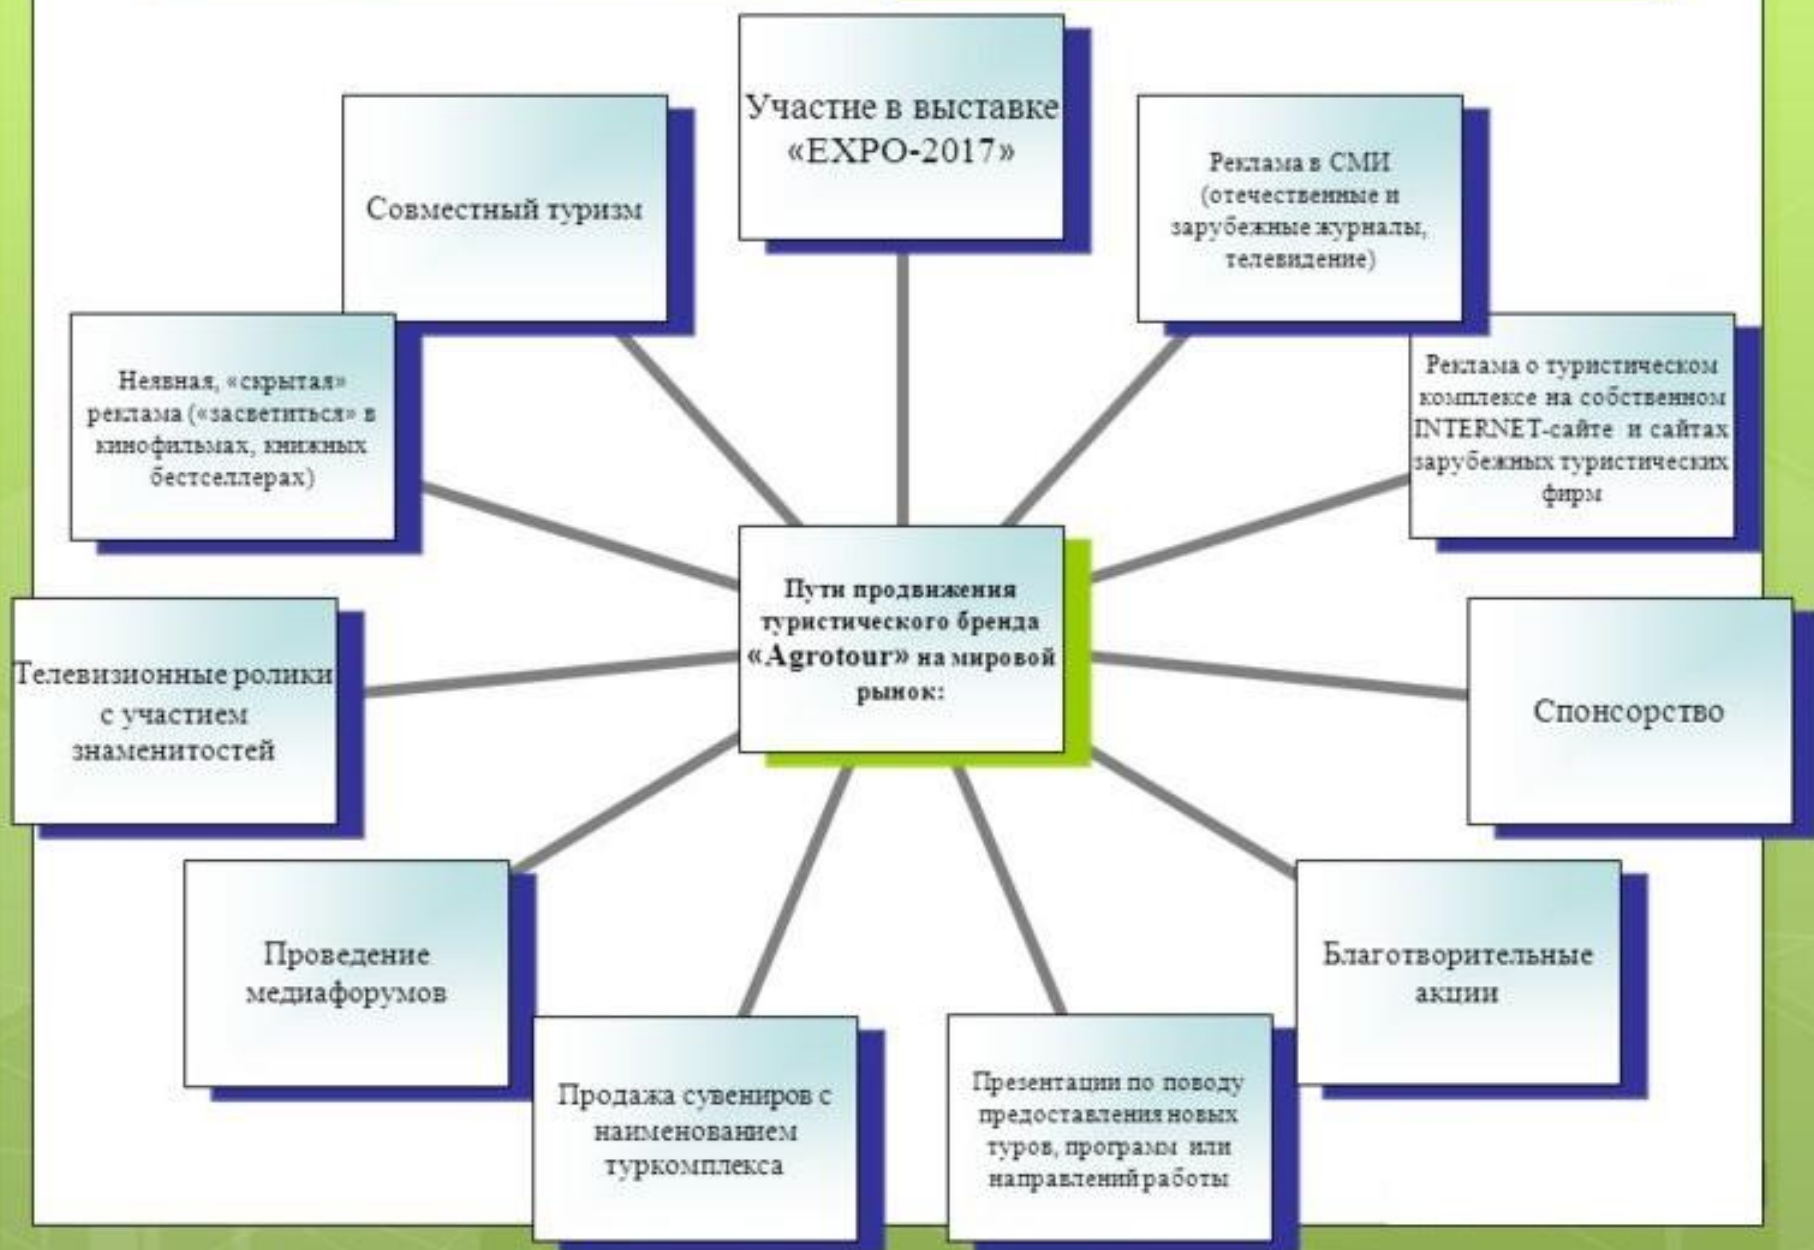 Участие в выставке
«EXPO-2017»
Реклама в СМИ
(отечественные и
зарубежные журналы,
телевидение)
Реклама о туристическом
комплексе на собственном
INTERNET-сайте и сайтах
зарубежных туристических
фирм
Спонсорство
Благотворительные
акции
Презентации по поводу
предоставления новых
туров, программ или
направлений работы
Продажа сувениров с
наименованием
туркомплекса
Проведение
медиафорумов
Телевизионные ролики
с участием
знаменитостей
Неявная, «скрытая»
реклама («засветиться» в
кинофильмах, книжных
бестселлерах)
Совместный туризм
Пути продвижения
туристического бренда
«Agrotour» на мировой
рынок: